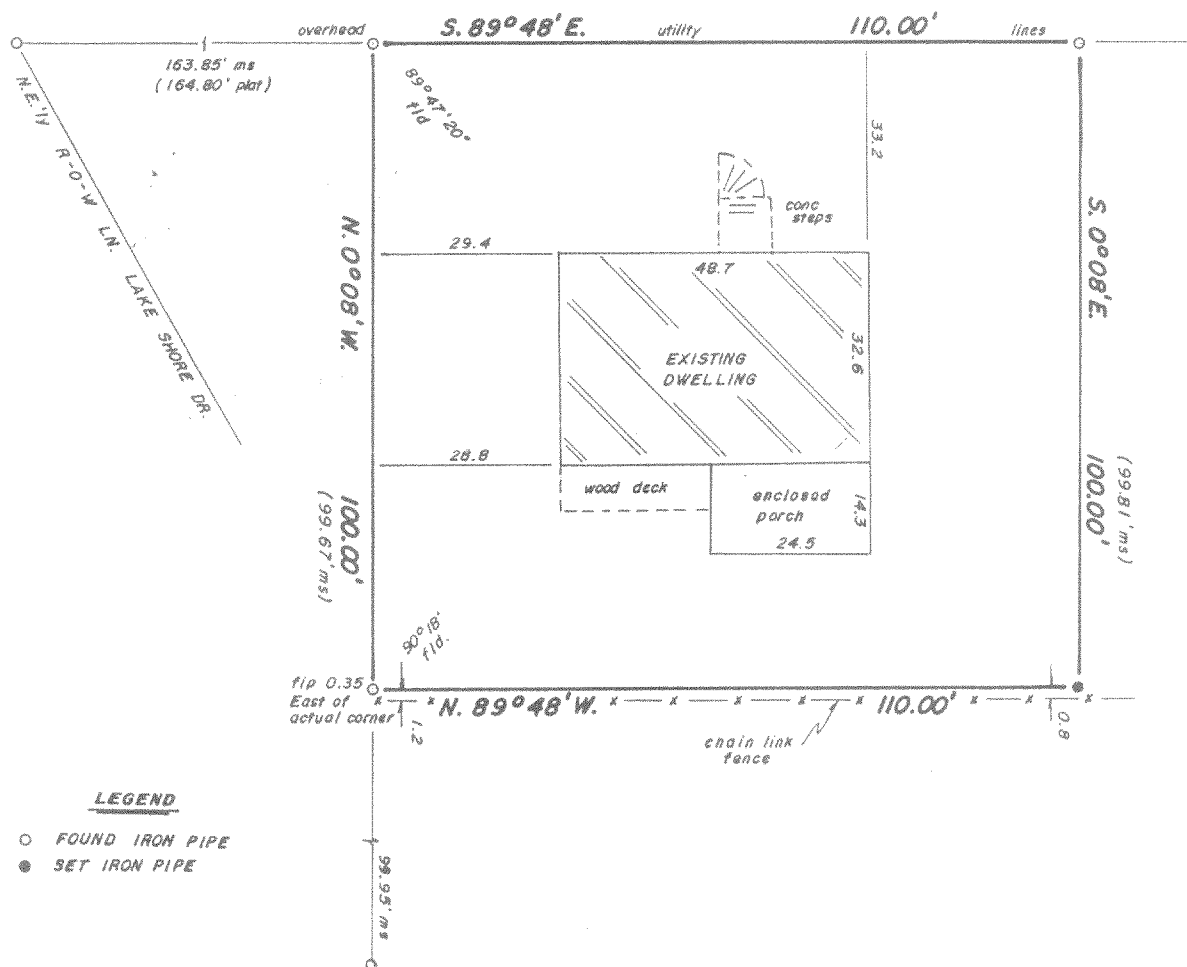 overhead
S. 89° 48' E.
utility
110.00'
lines
163.85' ms
(164.80' plat)
N.E.'ly R-O-W LN. LAKE SHORE DR.
89° 47' 20"
fld
33.2
conc
steps
N. 0° 08' W.
S. 0° 08' E.
29.4
48.7
32.6
EXISTING
DWELLING
28.8
wood deck
enclosed
porch
14.3
24.5
100.00'
(99.67' ms)
100.00'
(99.81' ms)
90° 18'
fld.
fip 0.35
East of
actual corner
x x N. 89° 48' W. x x x x x 110.00' x x x
1.2
0.8
chain link
fence
LEGEND
FOUND IRON PIPE
SET IRON PIPE
99.95' ms